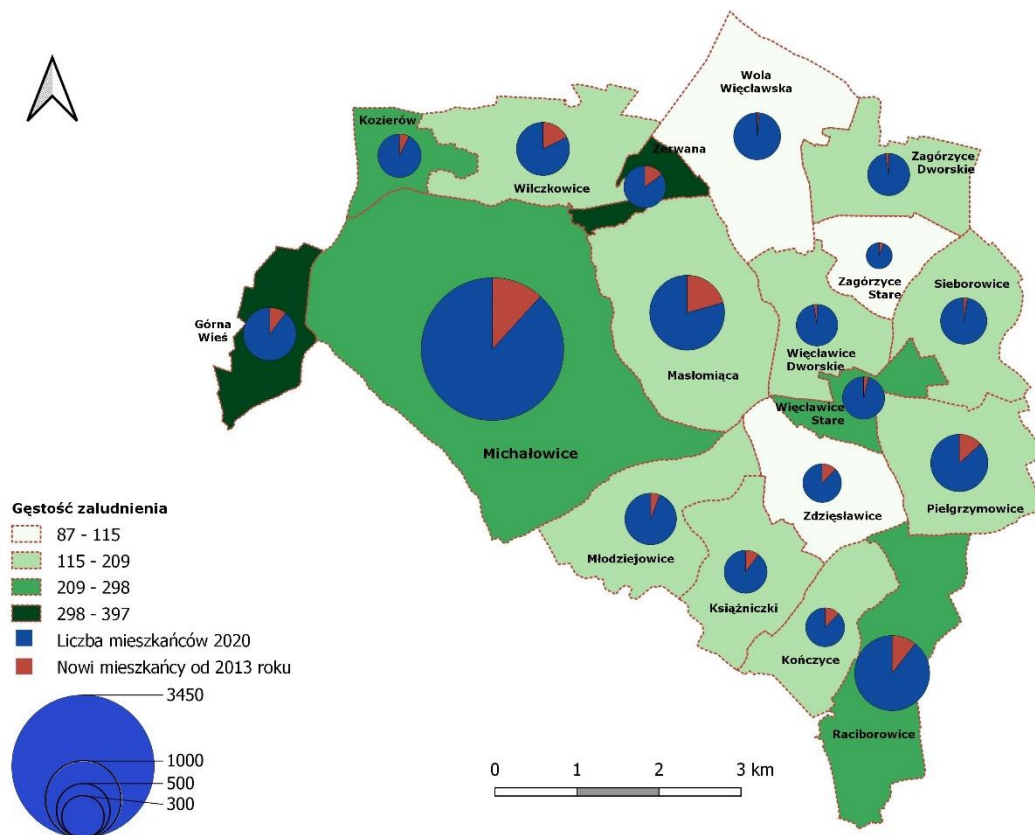 Wola
Więcławska
Kozierów
Zerwana
Zagórzyce
Dworskie
Wilczkowice
Zagórzyce
Stare
Sieborowice
Górna
Wieś
Więcławice
Dworskie
Masłomiąca
Więcławice
Stare
Michałowice
Zdzięsławice
Pielgrzymowice
Młodziejowice
Książniczki
Kończyce
Raciborowice
Gęstość zaludnienia
87 - 115
115 - 209
209 - 298
298 - 397
Liczba mieszkańców 2020
Nowi mieszkańcy od 2013 roku
3450
1000
500
300
0 1 2 3 km